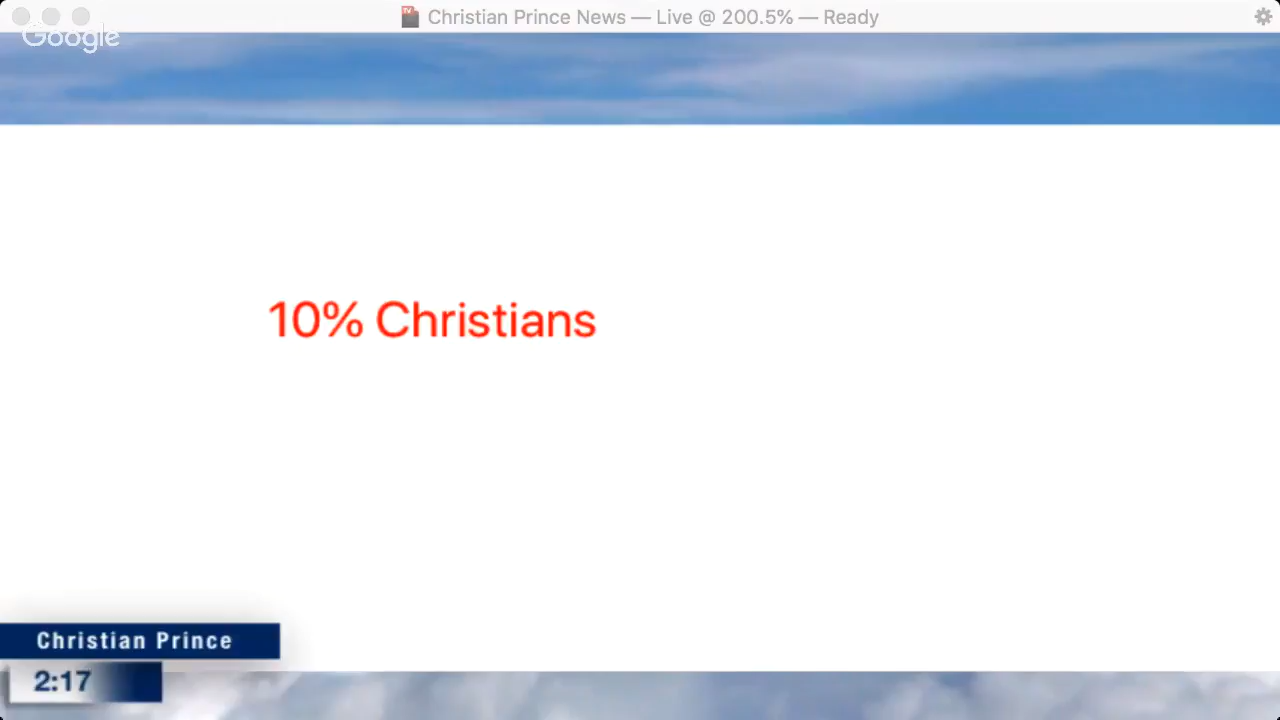 Christian Prince News — Live @ 200.5% — Ready
Google
10% Christians
Christian Prince
2:17